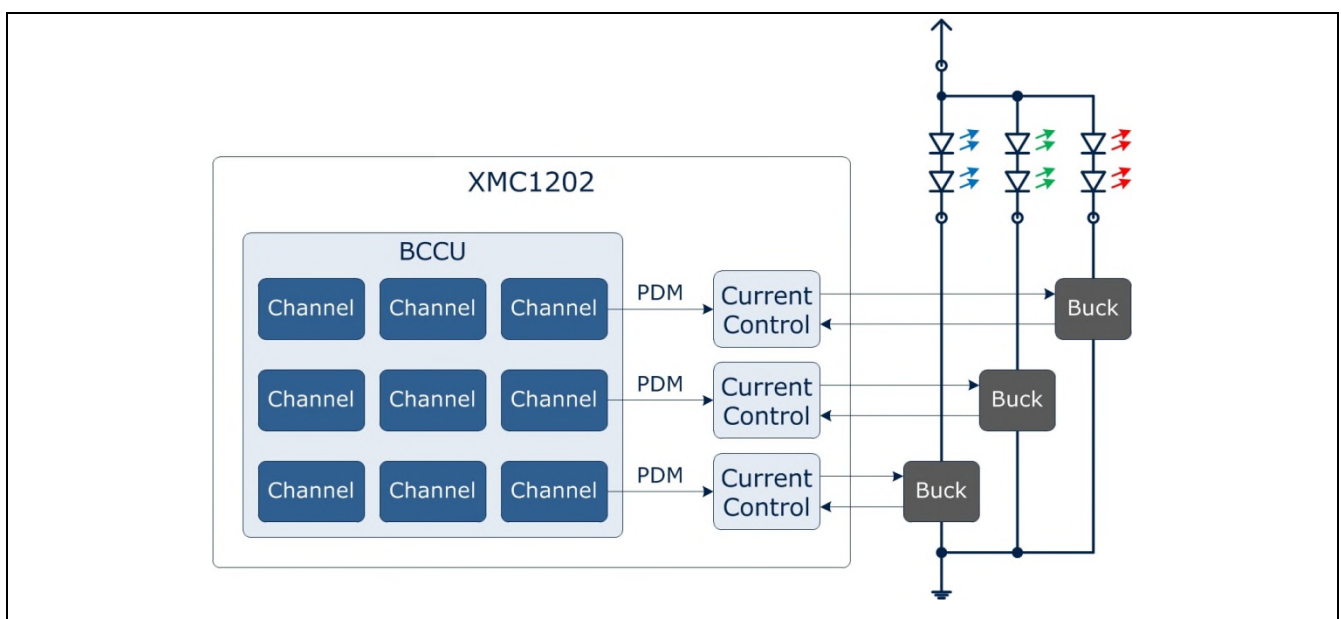 XMC1202
BCCU
Channel
Channel
Channel
PDM
Current
Control
Buck
Channel
Channel
Channel
PDM
Current
Control
Buck
Channel
Channel
Channel
PDM
Current
Control
Buck